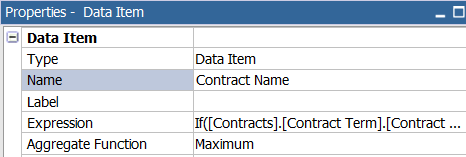 Properties - Data Item
Data Item
Type Data Item
Name Contract Name
Label
Expression If([Contracts].[Contract Term].[Contract ...
Aggregate Function Maximum